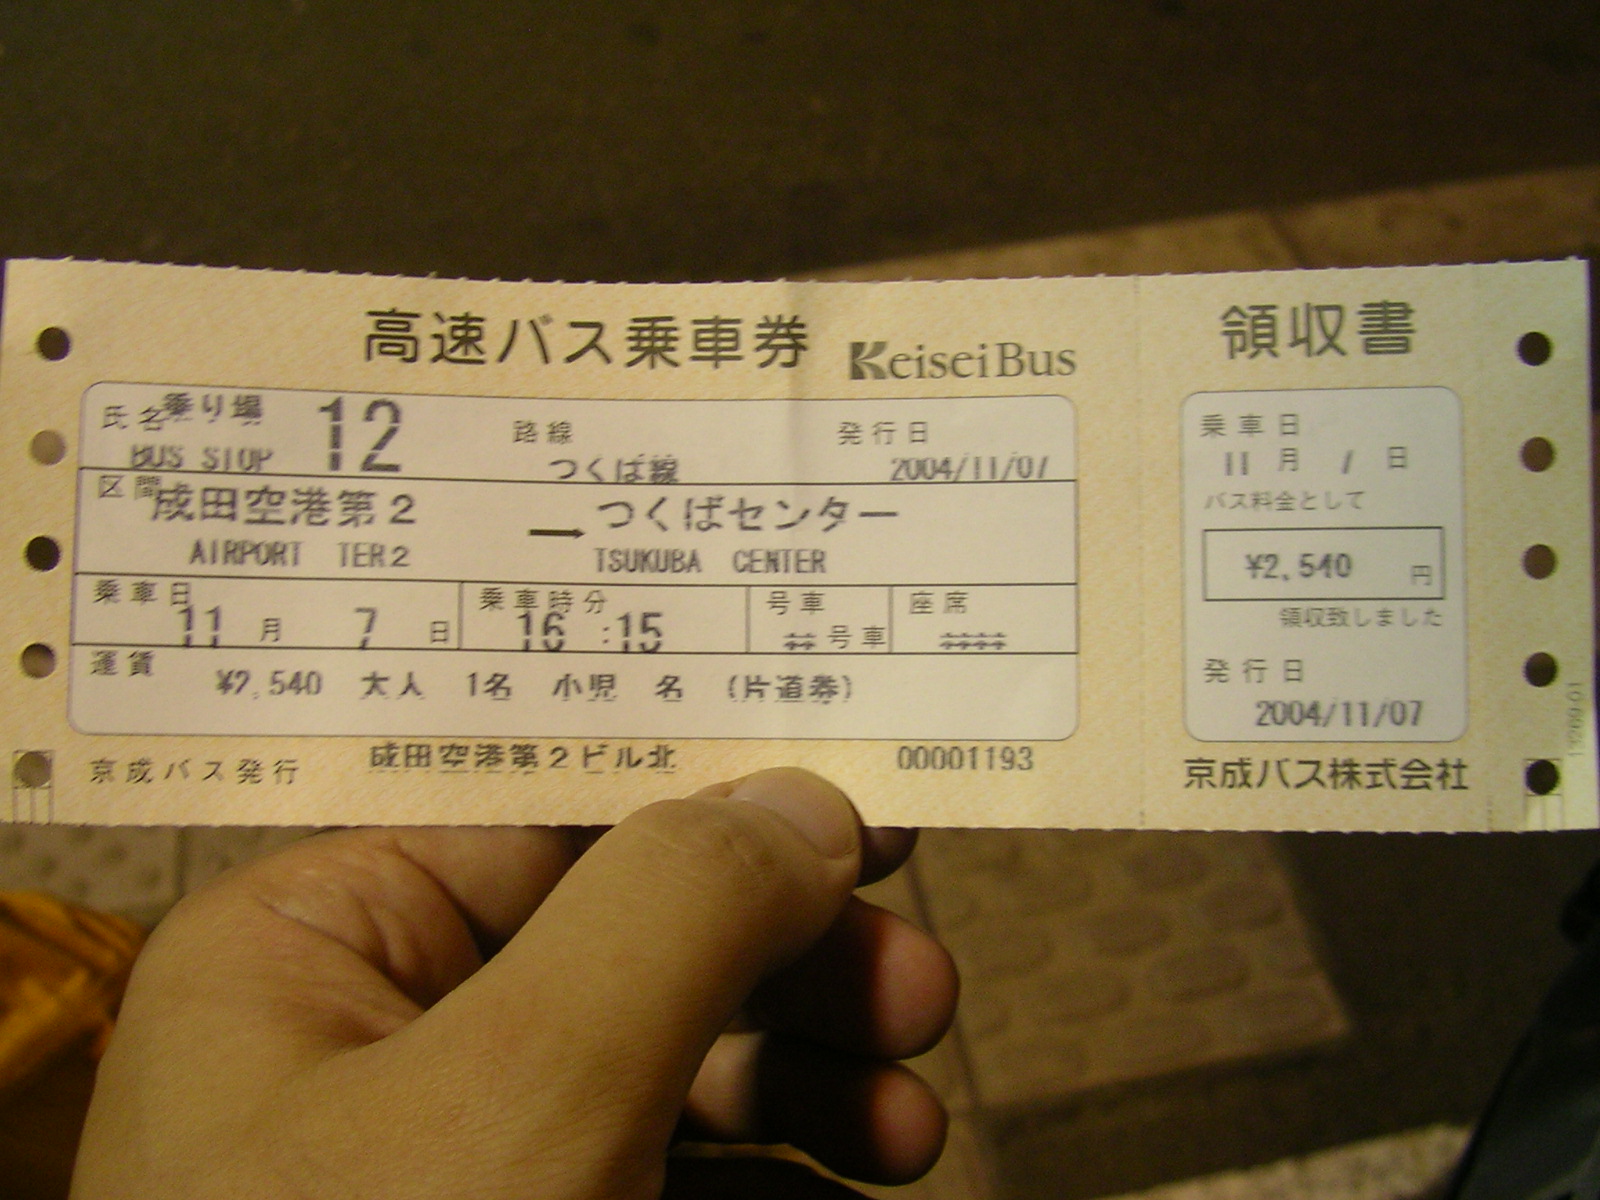 高速バス乗車券 KeiseiBus
氏名 乗り場 12 路線 発行日
BUS STOP つくば線 2004/11/07
区間 成田空港第2 → つくばセンター
AIRPORT TER2 TSUKUBA CENTER
乗車日 乗車時分 号車 座席
11月 7日 16:15 **号車 ****
運賃
¥2,540 大人 1名 小児 名 (片道券)
京成バス発行 成田空港第2ビル北 00001193
領収書
乗車日
11月 7日
バス料金として
¥2,540 円
領収致しました
発行日
2004/11/07
京成バス株式会社